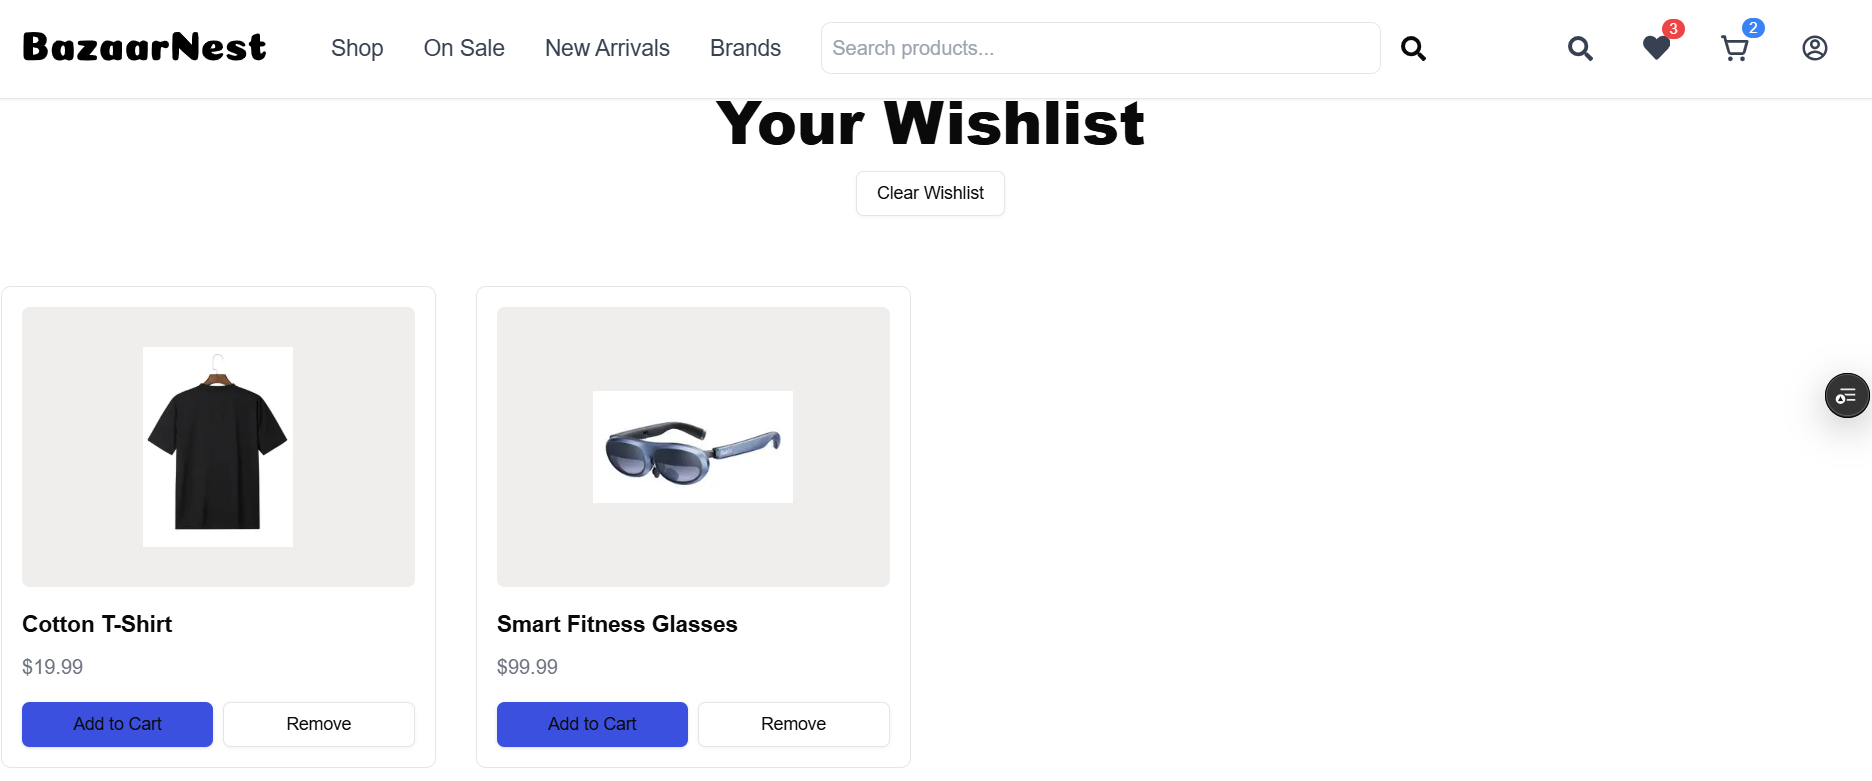 BazaarNest Shop On Sale New Arrivals Brands Search products... 3 2
Your Wishlist
Clear Wishlist
Cotton T-Shirt
$19.99
Add to Cart Remove
Smart Fitness Glasses
$99.99
Add to Cart Remove